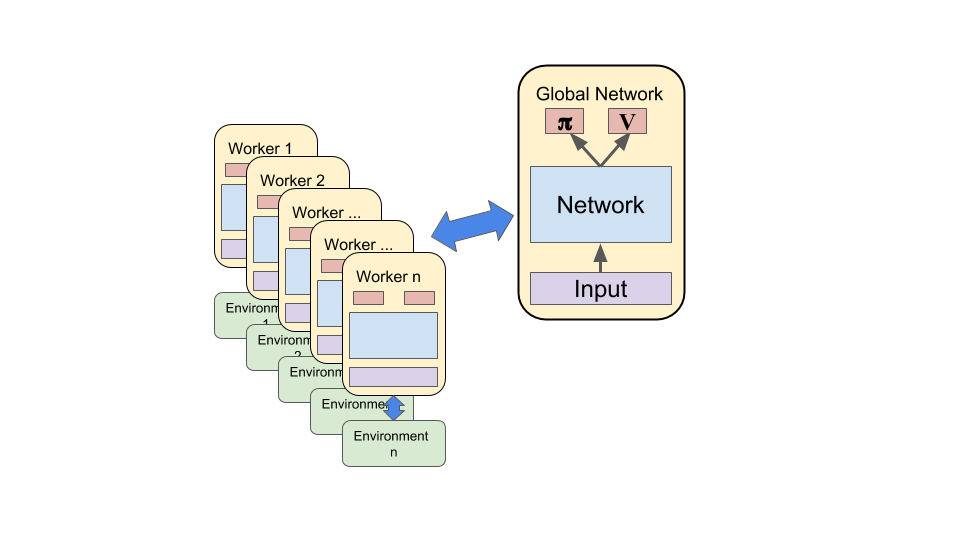 Global Network
π
V
Network
Input
Worker 1
Worker 2
Worker ...
Worker ...
Worker n
Environment
n